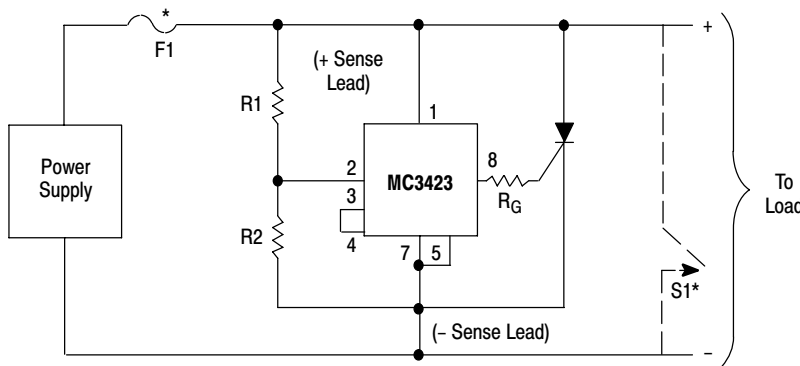 *
F1
+
(+ Sense
Lead)
R1
1
Power
Supply
2
MC3423
8
3
RG
To
Load
R2
4
7
5
S1*
(– Sense Lead)
–